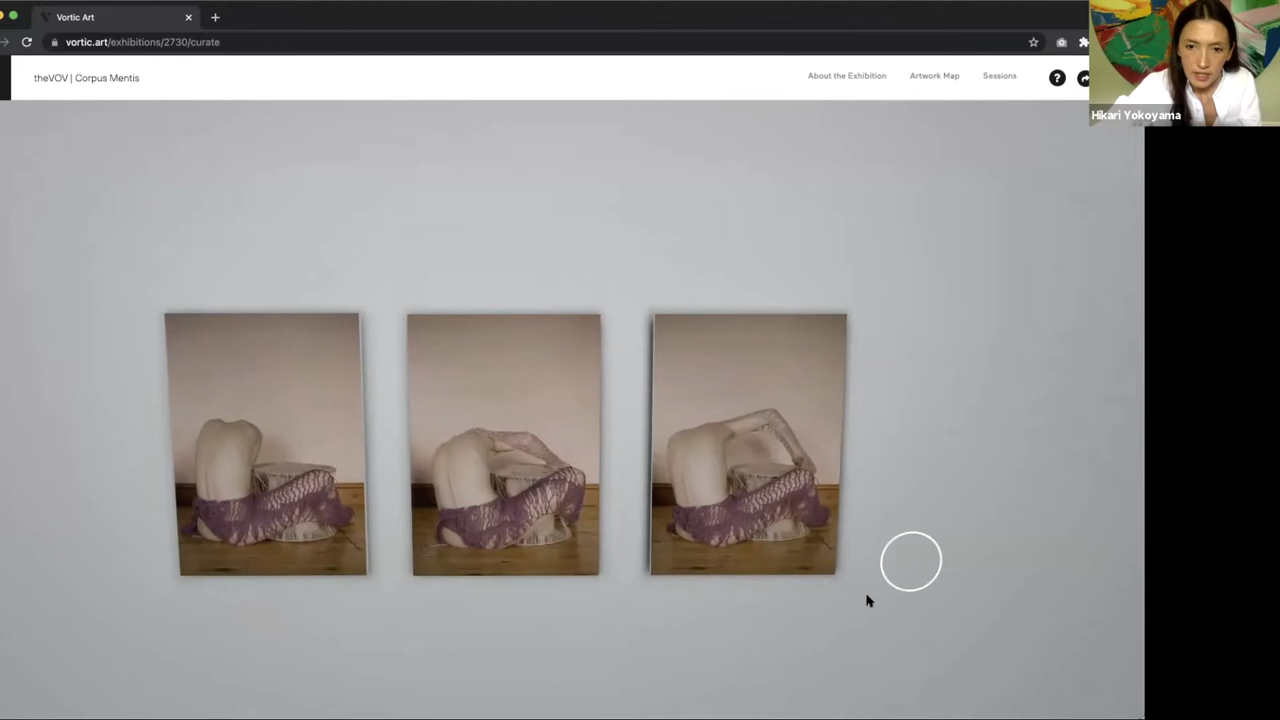 Vortic Art
vortic.art/exhibitions/2730/curate
theVOV | Corpus Mentis
About the Exhibition
Artwork Map
Sessions
?
Hikari Yokoyama